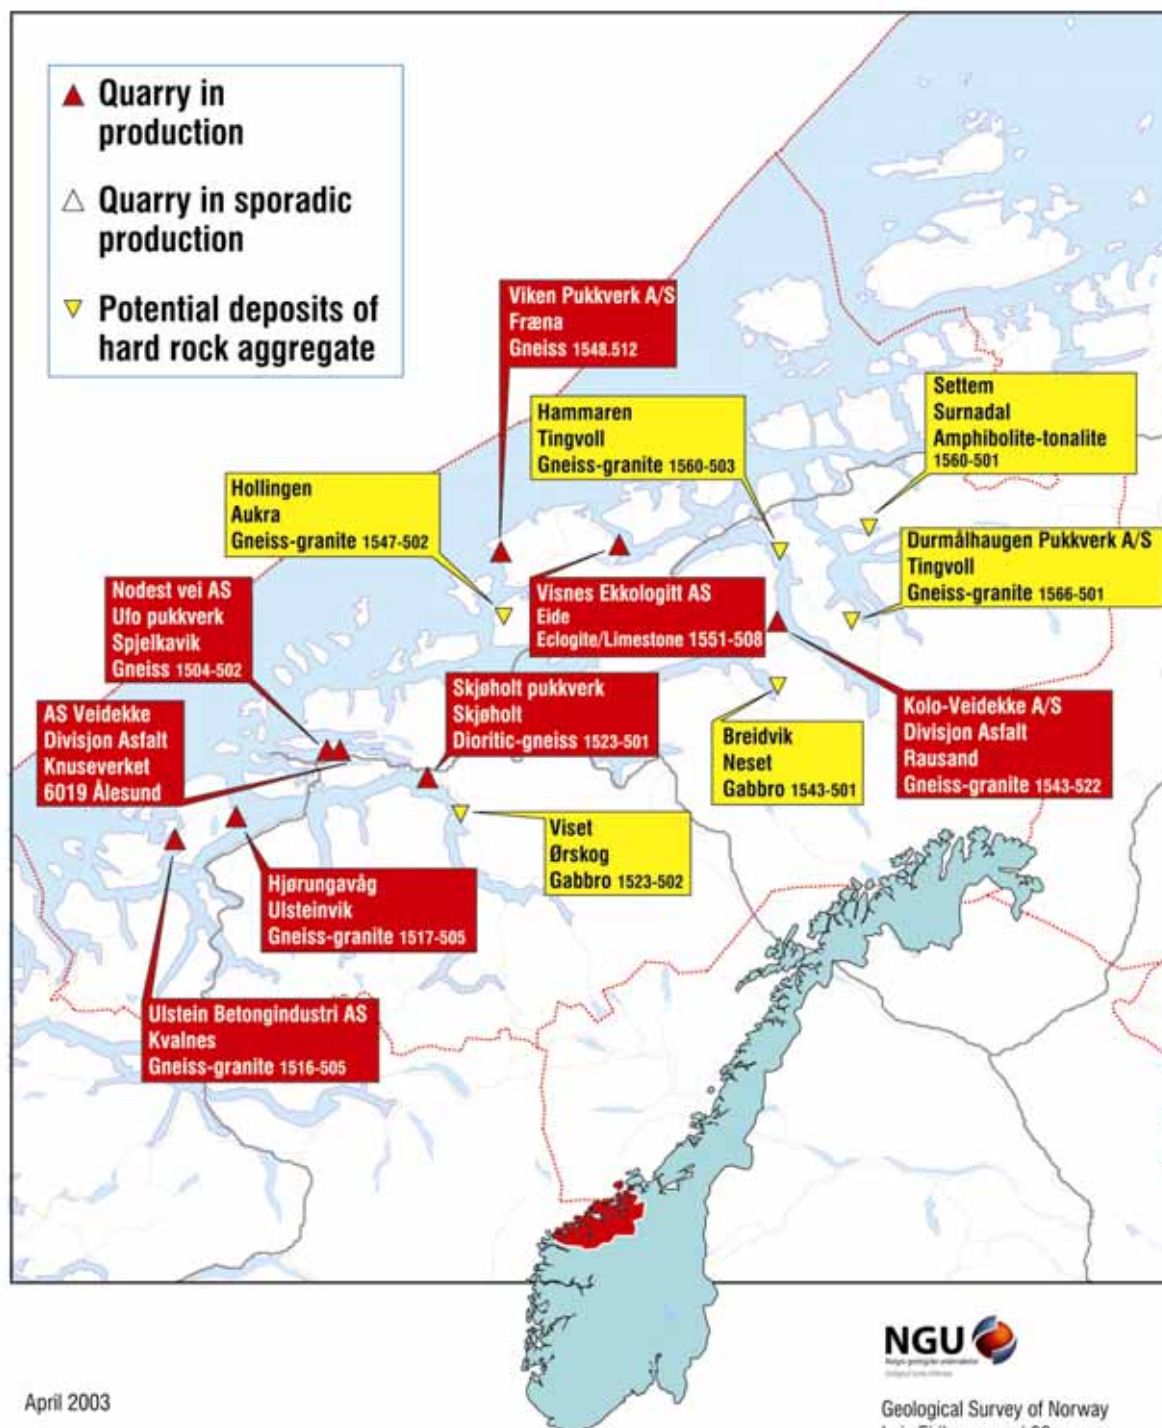 Quarry in
production
Quarry in sporadic
production
Potential deposits of
hard rock aggregate
Viken Pukkverk A/S
Fræna
Gneiss 1548.512
Settem
Surnadal
Amphibolite-tonalite
1560-501
Hammaren
Tingvoll
Gneiss-granite 1560-503
Hollingen
Aukra
Gneiss-granite 1547-502
Durmålhaugen Pukkverk A/S
Tingvoll
Gneiss-granite 1566-501
Nodest vei AS
Ufo pukkverk
Spjelkavik
Gneiss 1504-502
Visnes Ekkologitt AS
Eide
Eclogite/Limestone 1551-508
Skjøholt pukkverk
Skjøholt
Dioritic-gneiss 1523-501
AS Veidekke
Divisjon Asfalt
Knuseverket
6019 Ålesund
Kolo-Veidekke A/S
Divisjon Asfalt
Rausand
Gneiss-granite 1543-522
Breidvik
Neset
Gabbro 1543-501
Viset
Ørskog
Gabbro 1523-502
Hjørungavåg
Ulsteinvik
Gneiss-granite 1517-505
Ulstein Betongindustri AS
Kvalnes
Gneiss-granite 1516-505
NGU
April 2003
Geological Survey of Norway